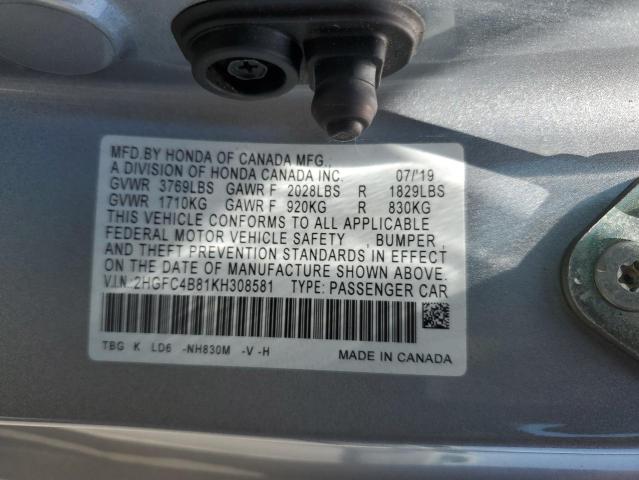 MFD.BY HONDA OF CANADA MFG.,
A DIVISION OF HONDA CANADA INC. 07/'19
GVWR 3769LBS GAWR F 2028LBS R 1829LBS
GVWR 1710KG GAWR F 920KG R 830KG
THIS VEHICLE CONFORMS TO ALL APPLICABLE
FEDERAL MOTOR VEHICLE SAFETY , BUMPER ,
AND THEFT PREVENTION STANDARDS IN EFFECT
ON THE DATE OF MANUFACTURE SHOWN ABOVE.
V.I.N.:2HGFC4B81KH308581 TYPE: PASSENGER CAR
TBG K LD6 -NH830M -V -H MADE IN CANADA